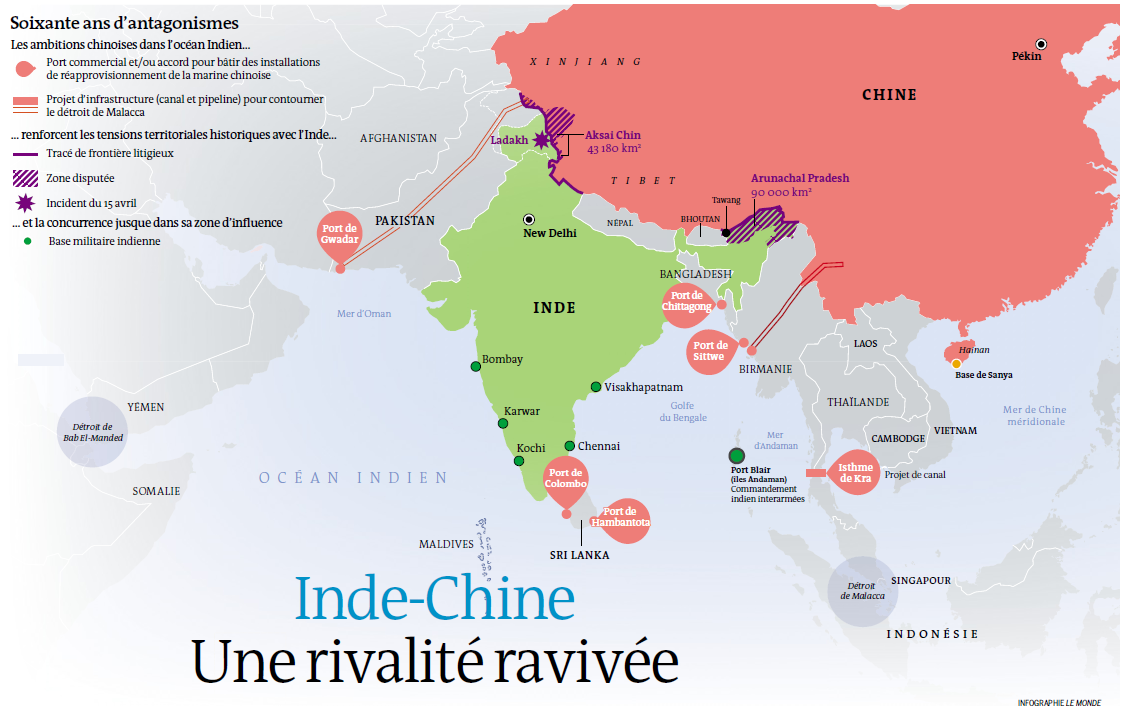 Soixante ans d'antagonismes
Les ambitions chinoises dans l'océan Indien...
Port commercial et/ou accord pour bâtir des installations
de réapprovisionnement de la marine chinoise
Projet d'infrastructure (canal et pipeline) pour contourner
le détroit de Malacca
... renforcent les tensions territoriales historiques avec l'Inde...
Tracé de frontière litigieux
Zone disputée
Incident du 15 avril
... et la concurrence jusque dans sa zone d'influence
Base militaire indienne
XINJIANG
Pékin
CHINE
AFGHANISTAN
Ladakh
Aksai Chin
43 180 km²
TIBET
Arunachal Pradesh
90 000 km²
Tawang
PAKISTAN
Port de
Gwadar
New Delhi
NÉPAL
BHOUTAN
BANGLADESH
Mer d'Oman
INDE
Port de
Chittagong
Port de
Sittwe
BIRMANIE
LAOS
Haïnan
Base de Sanya
Bombay
Visakhapatnam
YÉMEN
Détroit de
Bab El-Manded
Karwar
Golfe
du Bengale
THAÏLANDE
Mer de Chine
méridionale
Kochi
Chennai
Mer
d'Andaman
CAMBODGE
VIETNAM
OCÉAN INDIEN
Port de
Colombo
Port Blair
(îles Andaman)
Commandement
indien interarmées
Isthme
de Kra
Projet de canal
SOMALIE
Port de
Hambantota
MALDIVES
SRI LANKA
Détroit
de Malacca
SINGAPOUR
INDONÉSIE
Inde-Chine
Une rivalité ravivée
INFOGRAPHIE LE MONDE